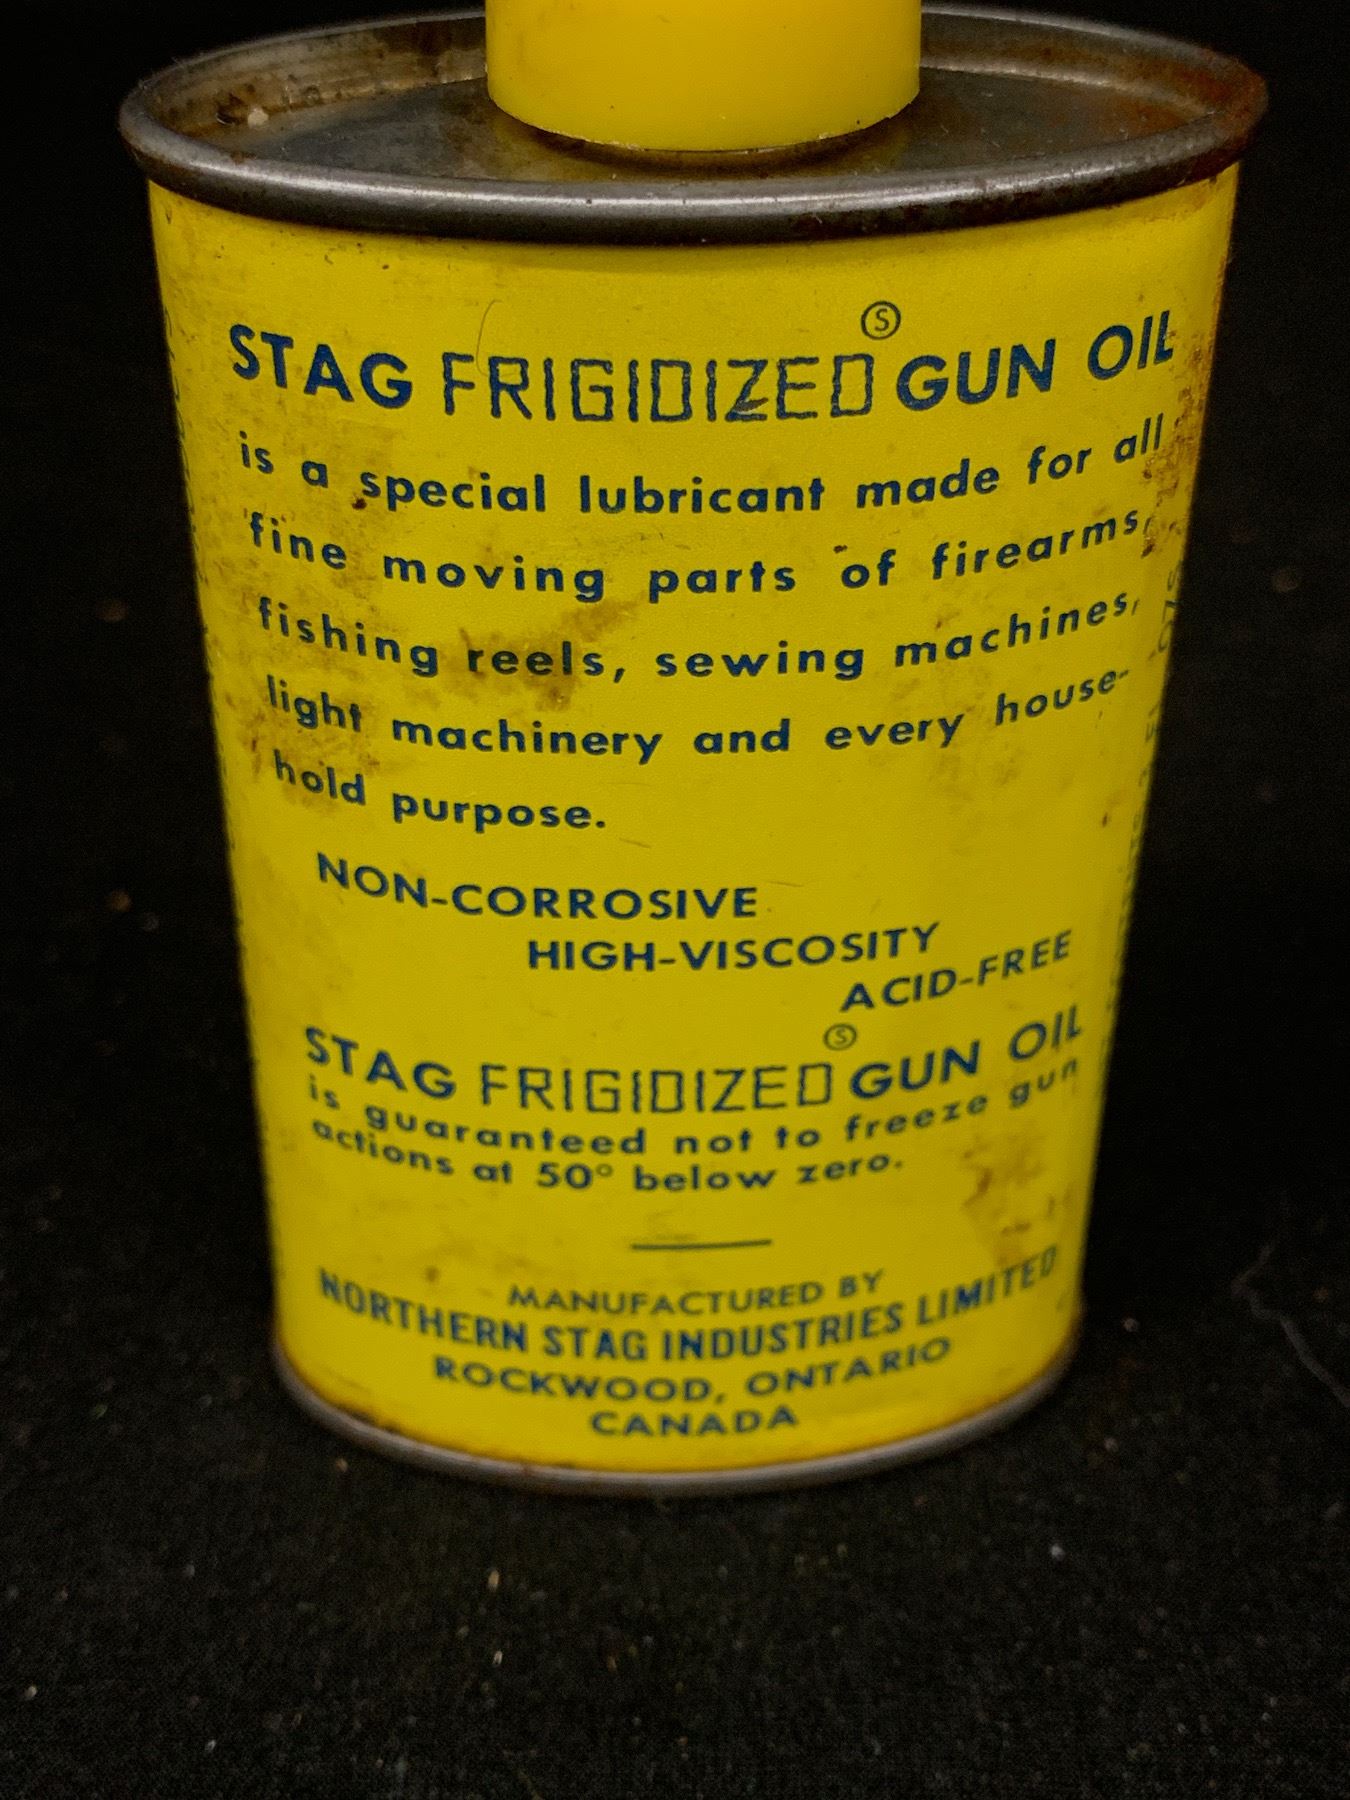 STAG FRIGIDIZED Ⓢ GUN OIL
is a special lubricant made for all
fine moving parts of firearms,
fishing reels, sewing machines,
light machinery and every house-
hold purpose.
NON-CORROSIVE
HIGH-VISCOSITY
ACID-FREE
STAG FRIGIDIZED Ⓢ GUN OIL
is guaranteed not to freeze gun
actions at 50° below zero.
MANUFACTURED BY
NORTHERN STAG INDUSTRIES LIMITED
ROCKWOOD, ONTARIO
CANADA